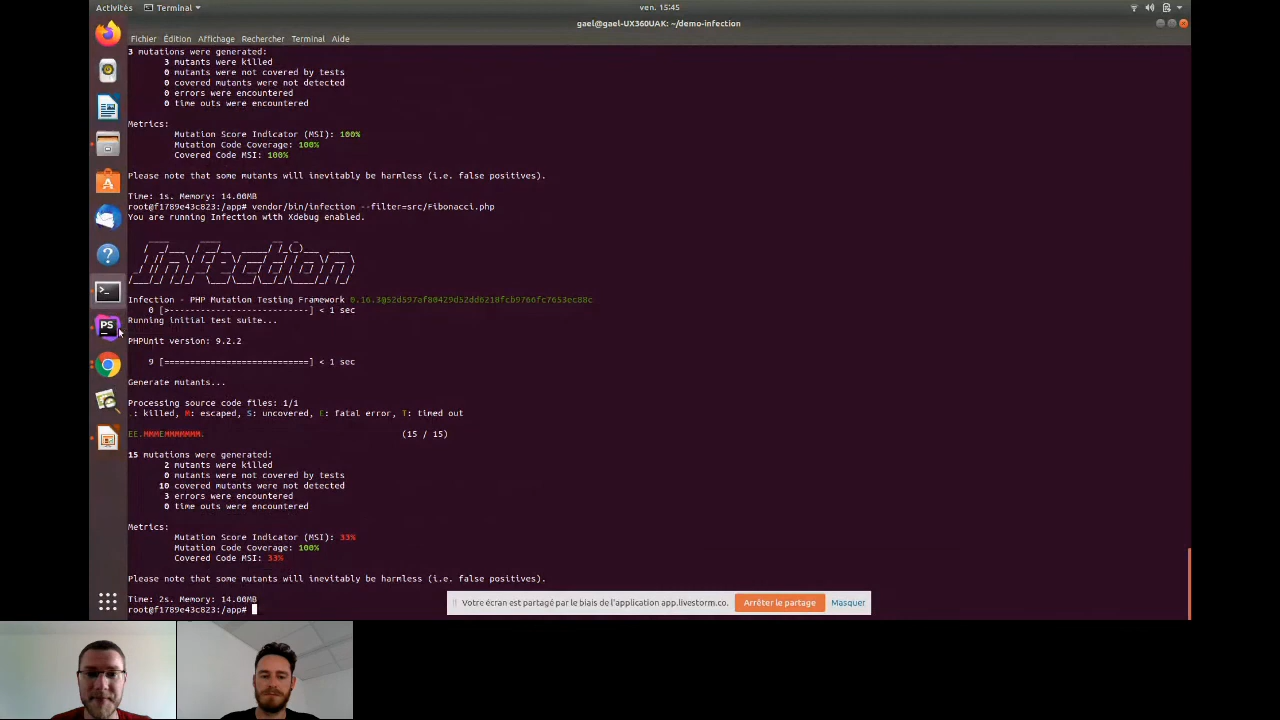 Activités
Terminal
ven. 15:45
gael@gael-UX360UAK: ~/demo-infection
Fichier Édition Affichage Rechercher Terminal Aide
3 mutations were generated:
3 mutants were killed
0 mutants were not covered by tests
0 covered mutants were not detected
0 errors were encountered
0 time outs were encountered
Metrics:
Mutation Score Indicator (MSI): 100%
Mutation Code Coverage: 100%
Covered Code MSI: 100%
Please note that some mutants will inevitably be harmless (i.e. false positives).
Time: 1s. Memory: 14.00MB
root@f1789e43c823:/app# vendor/bin/infection --filter=src/Fibonacci.php
You are running Infection with Xdebug enabled.
Infection
Infection - PHP Mutation Testing Framework 0.16.3@52d597af80429d52dd6218fcb9766fc7653ec88c
0 [>---------------------------] < 1 sec
Running initial test suite...
PHPUnit version: 9.2.2
9 [============================] < 1 sec
Generate mutants...
Processing source code files: 1/1
.: killed, M: escaped, S: uncovered, E: fatal error, T: timed out
EE.MMMEMMMMMMM. (15 / 15)
15 mutations were generated:
2 mutants were killed
0 mutants were not covered by tests
10 covered mutants were not detected
3 errors were encountered
0 time outs were encountered
Metrics:
Mutation Score Indicator (MSI): 33%
Mutation Code Coverage: 100%
Covered Code MSI: 33%
Please note that some mutants will inevitably be harmless (i.e. false positives).
Time: 2s. Memory: 14.00MB
root@f1789e43c823:/app#
PS
Votre écran est partagé par le biais de l'application app.livestorm.co.
Arrêter le partage
Masquer